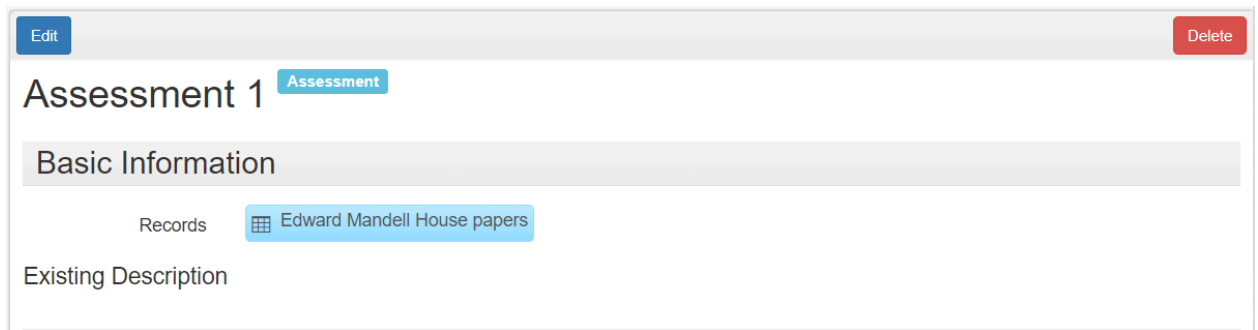 Edit
Delete
Assessment 1 Assessment
Basic Information
Records Edward Mandell House papers
Existing Description